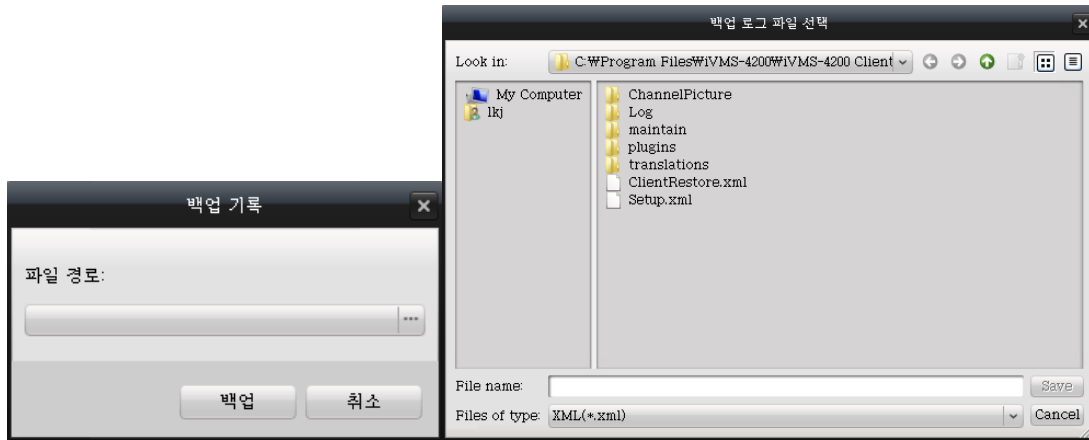 백업 기록
파일 경로:
...
백업 취소
백업 로그 파일 선택
Look in: C:₩Program Files₩iVMS-4200₩iVMS-4200 Client
My Computer
lkj
ChannelPicture
Log
maintain
plugins
translations
ClientRestore.xml
Setup.xml
File name: Save
Files of type: XML(*.xml) Cancel